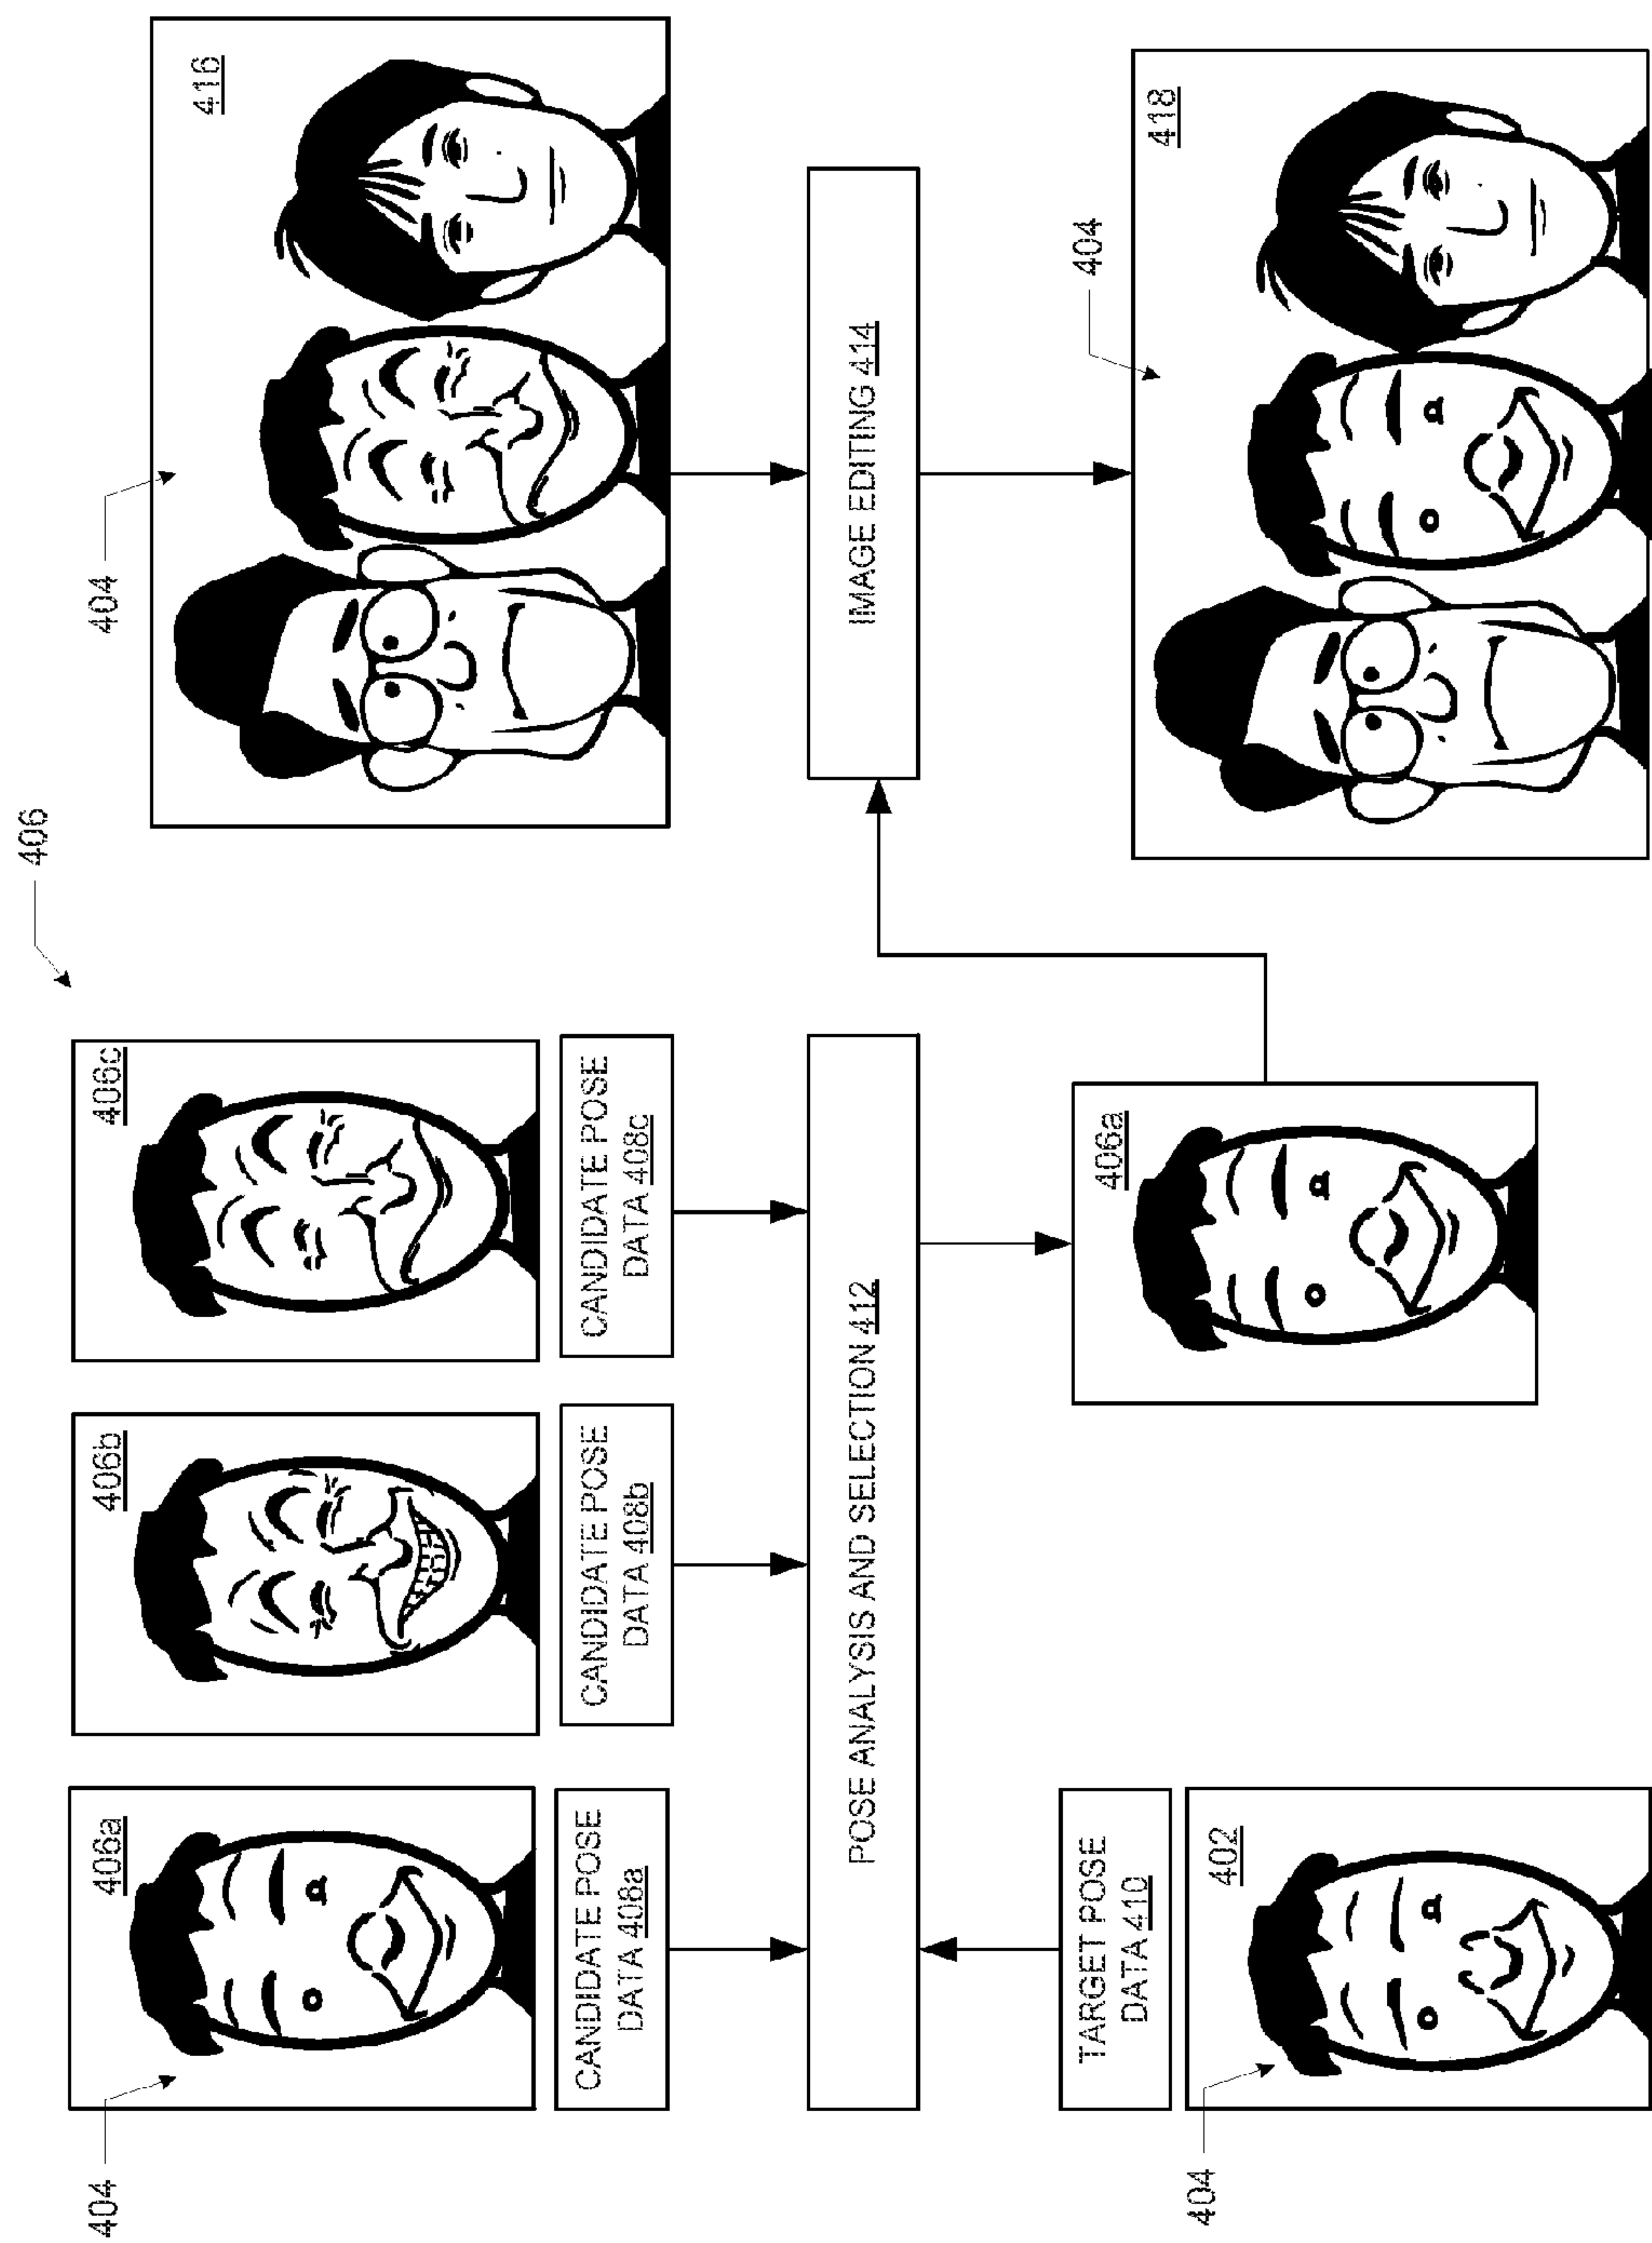 406
404
406a
406b
406c
404
416
CANDIDATE POSE
DATA 408a
CANDIDATE POSE
DATA 408b
CANDIDATE POSE
DATA 408c
POSE ANALYSIS AND SELECTION 412
IMAGE EDITING 414
TARGET POSE
DATA 410
404
402
406a
404
418